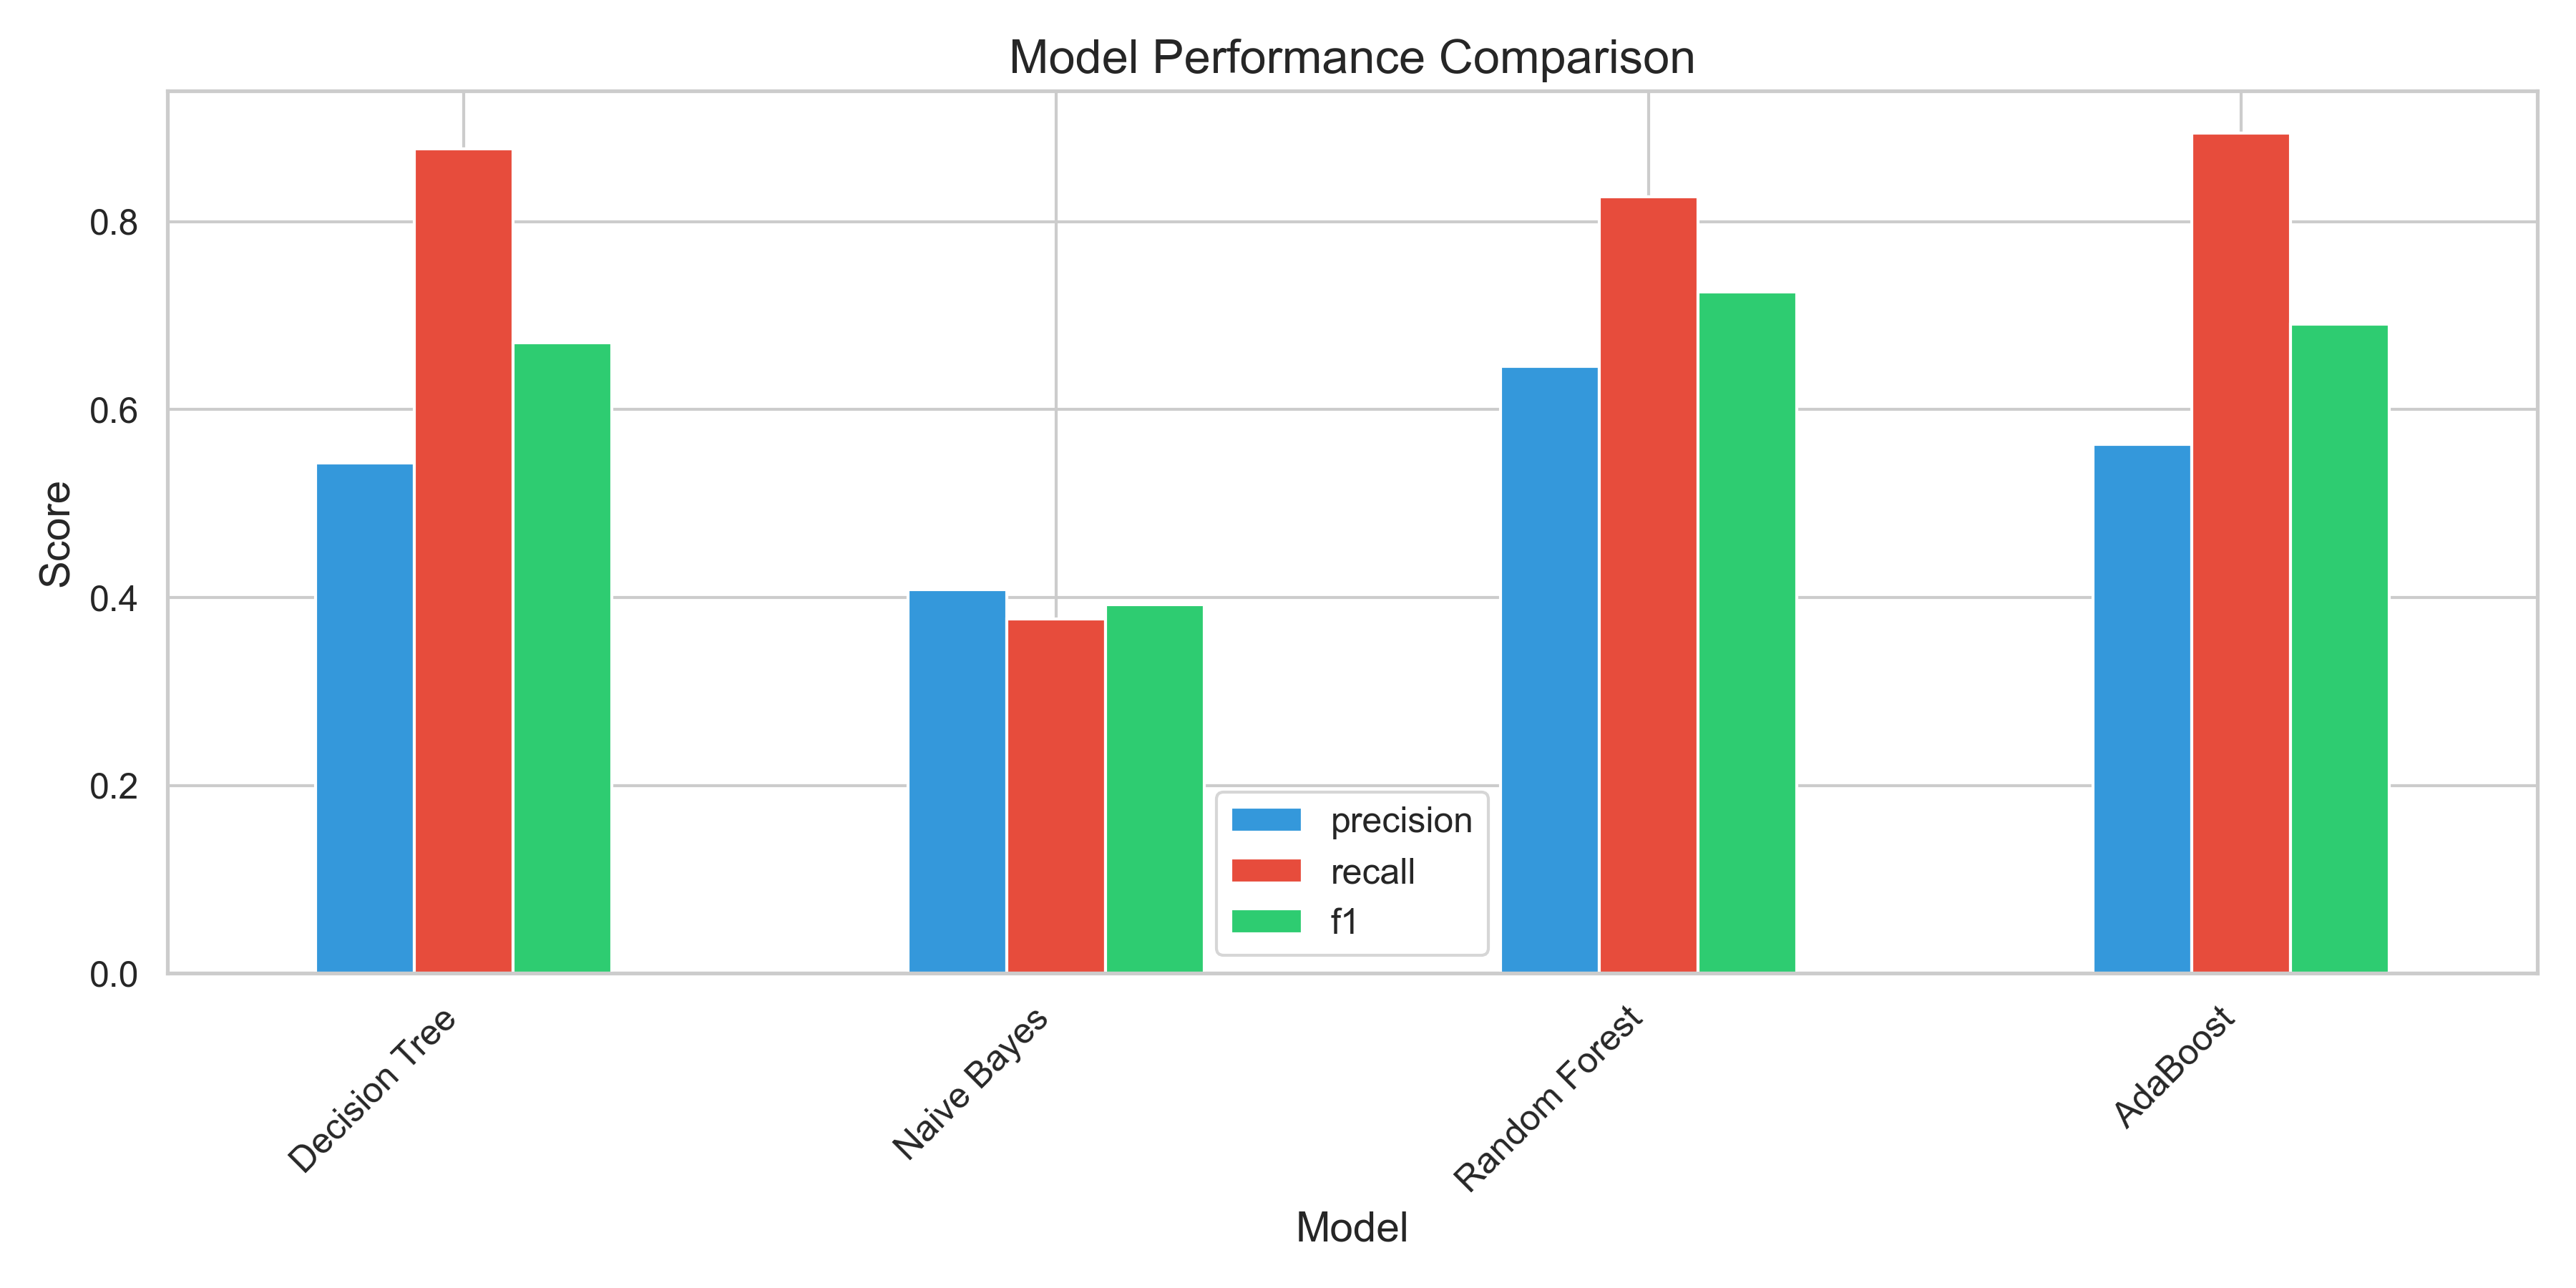 Model Performance Comparison
Score
0.8
0.6
0.4
0.2
0.0
precision
recall
f1
Decision Tree
Naive Bayes
Random Forest
AdaBoost
Model